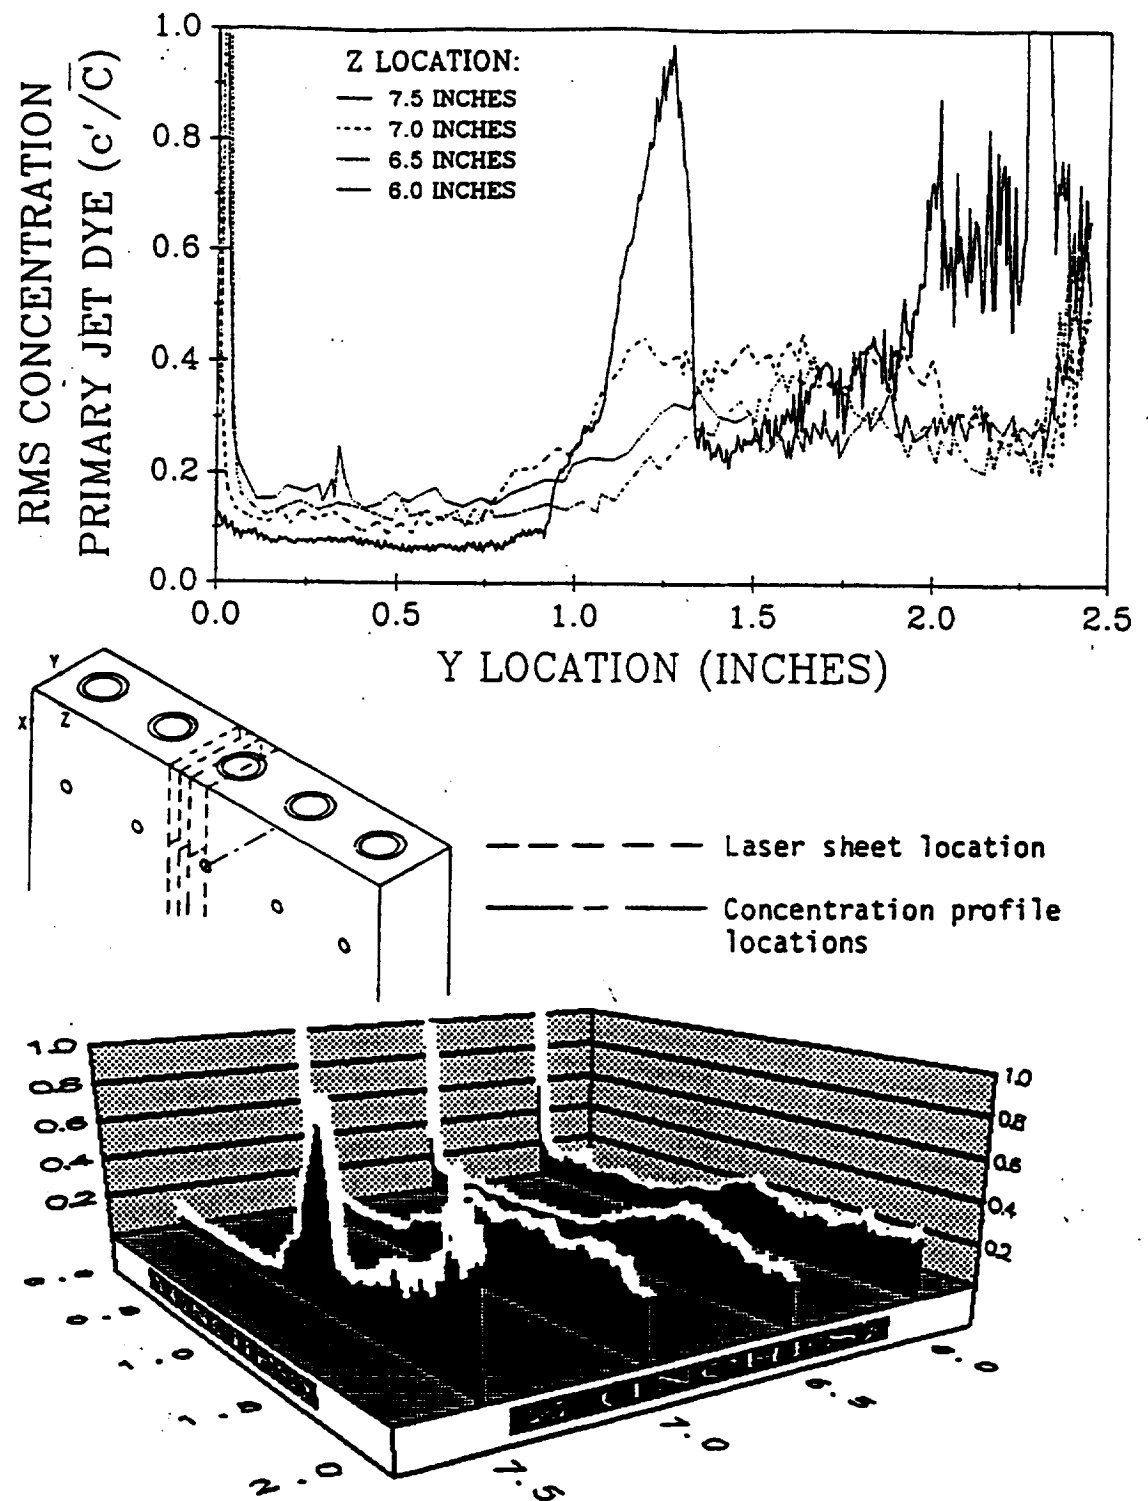 RMS CONCENTRATION
PRIMARY JET DYE (c'/C̅)
1.0
0.8
0.6
0.4
0.2
0.0
Z LOCATION:
7.5 INCHES
7.0 INCHES
6.5 INCHES
6.0 INCHES
0.0 0.5 1.0 1.5 2.0 2.5
Y LOCATION (INCHES)
Y
X Z
Laser sheet location
Concentration profile
locations
1.0
0.8
0.6
0.4
0.2
1.0
0.8
0.6
0.4
0.2
1.0
2.0
7.5
7.0
6.5